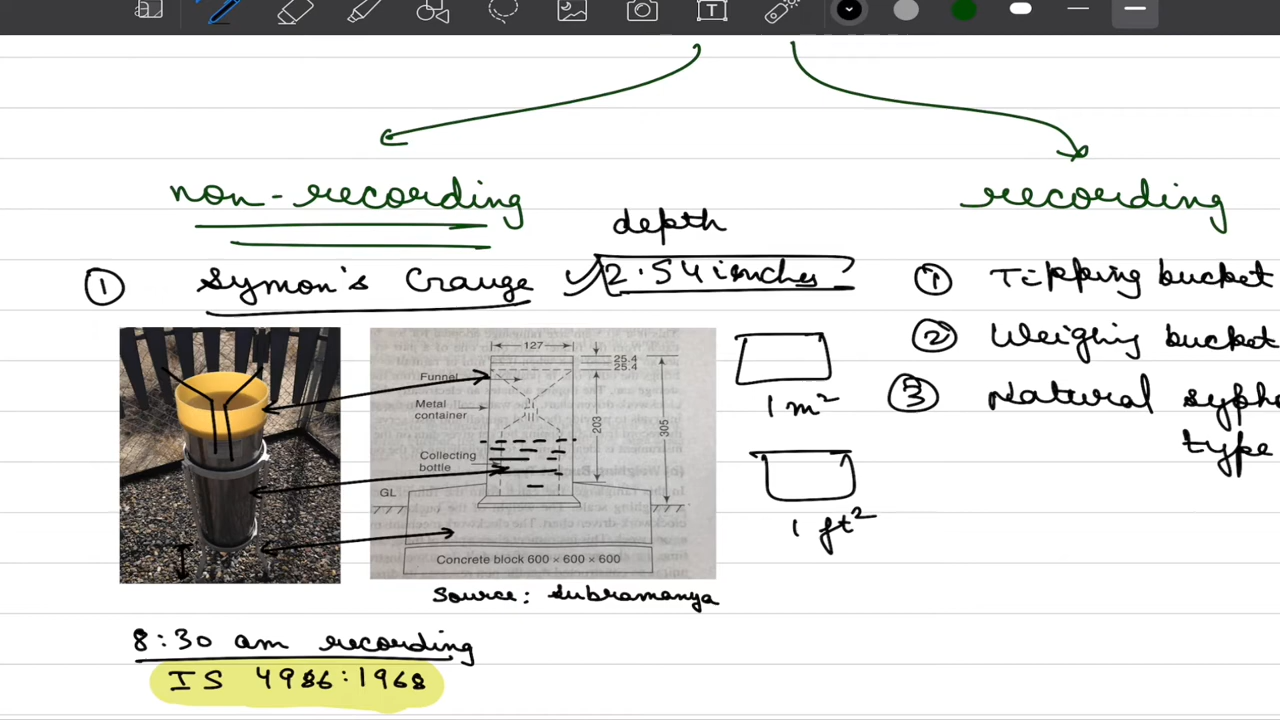 non-recording
recording
depth
① Symon's Gauge ✓ 2.54 inches
① Tipping bucket
② Weighing bucket
③ Natural syph
type
127
25.4
25.4
Funnel
Metal
container
203
305
Collecting
bottle
GL
Concrete block 600 × 600 × 600
1 m²
1 ft²
Source: Subramanya
8:30 am recording
IS 4986:1968